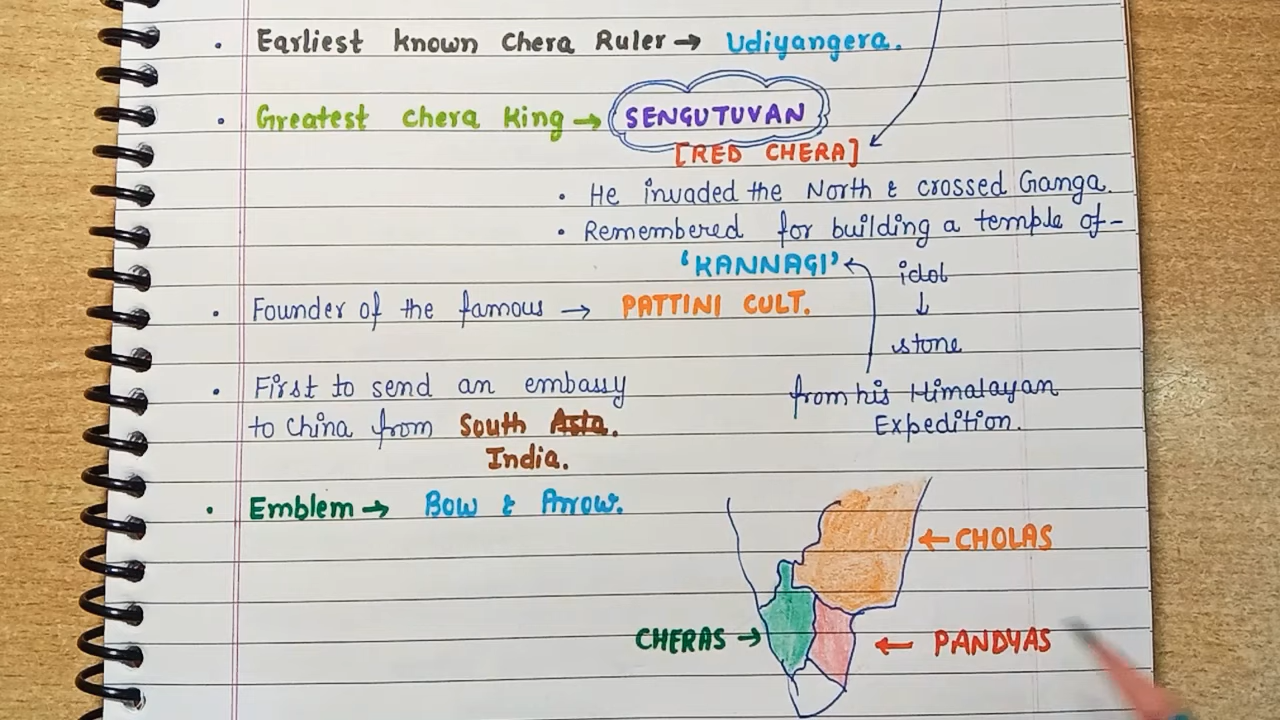 . Earliest known Chera Ruler → Udiyangera.
. Greatest chera King → SENGUTUVAN
[RED CHERA]
. He invaded the North & crossed Ganga.
. Remembered for building a temple of -
'KANNAGI'
idol
↓
stone
from his Himalayan
Expedition.
. Founder of the famous → PATTINI CULT.
. First to send an embassy
to China from South Asia.
India.
. Emblem → Bow & Arrow.
← CHOLAS
CHERAS →
← PANDYAS